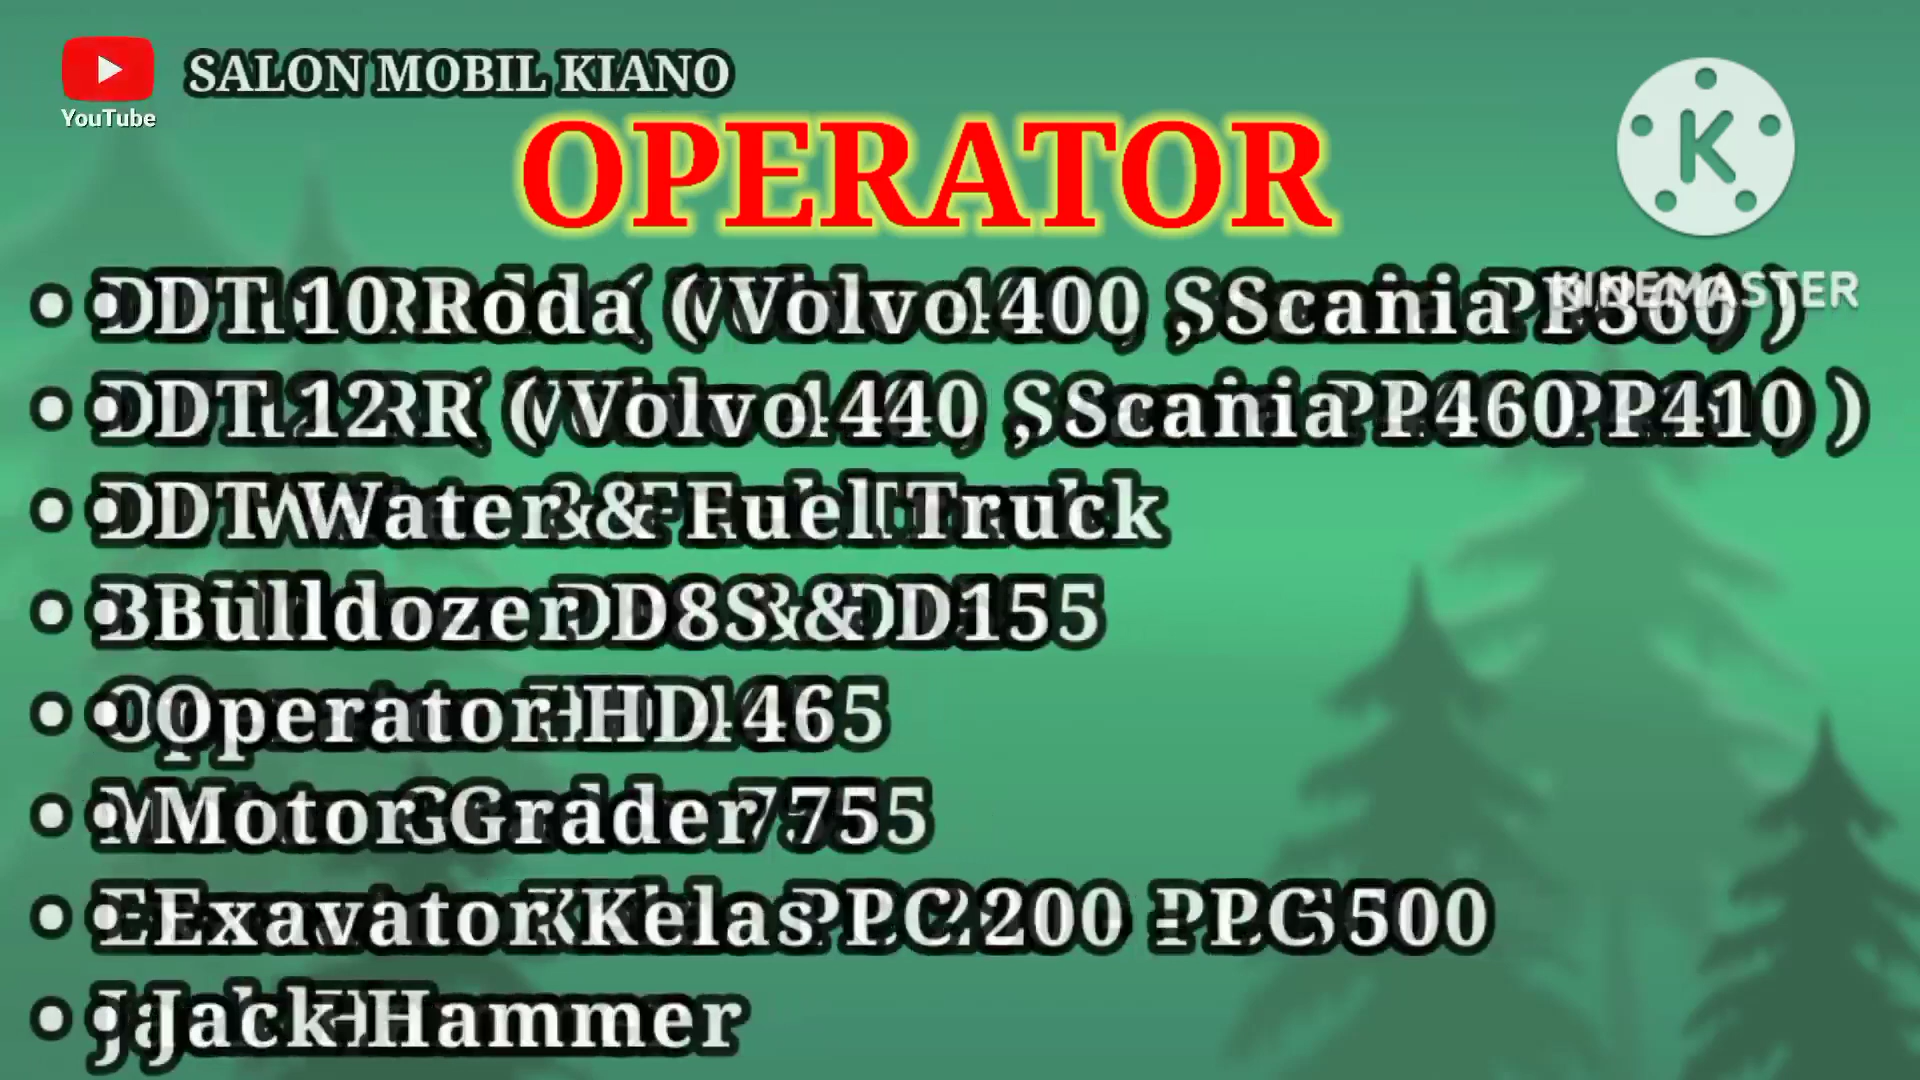 YouTube
SALON MOBIL KIANO
OPERATOR
KINEMASTER
• DT 10 Roda ( Volvo 400 , Scania P360 )
• DT 12 R ( Volvo 440 , Scania P460 P410 )
• DT Water & Fuel Truck
• Bulldozer D8S & D155
• Operator HD 465
• Motor Grader 755
• Exavator Kelas PC 200 - PC 500
• Jack Hammer